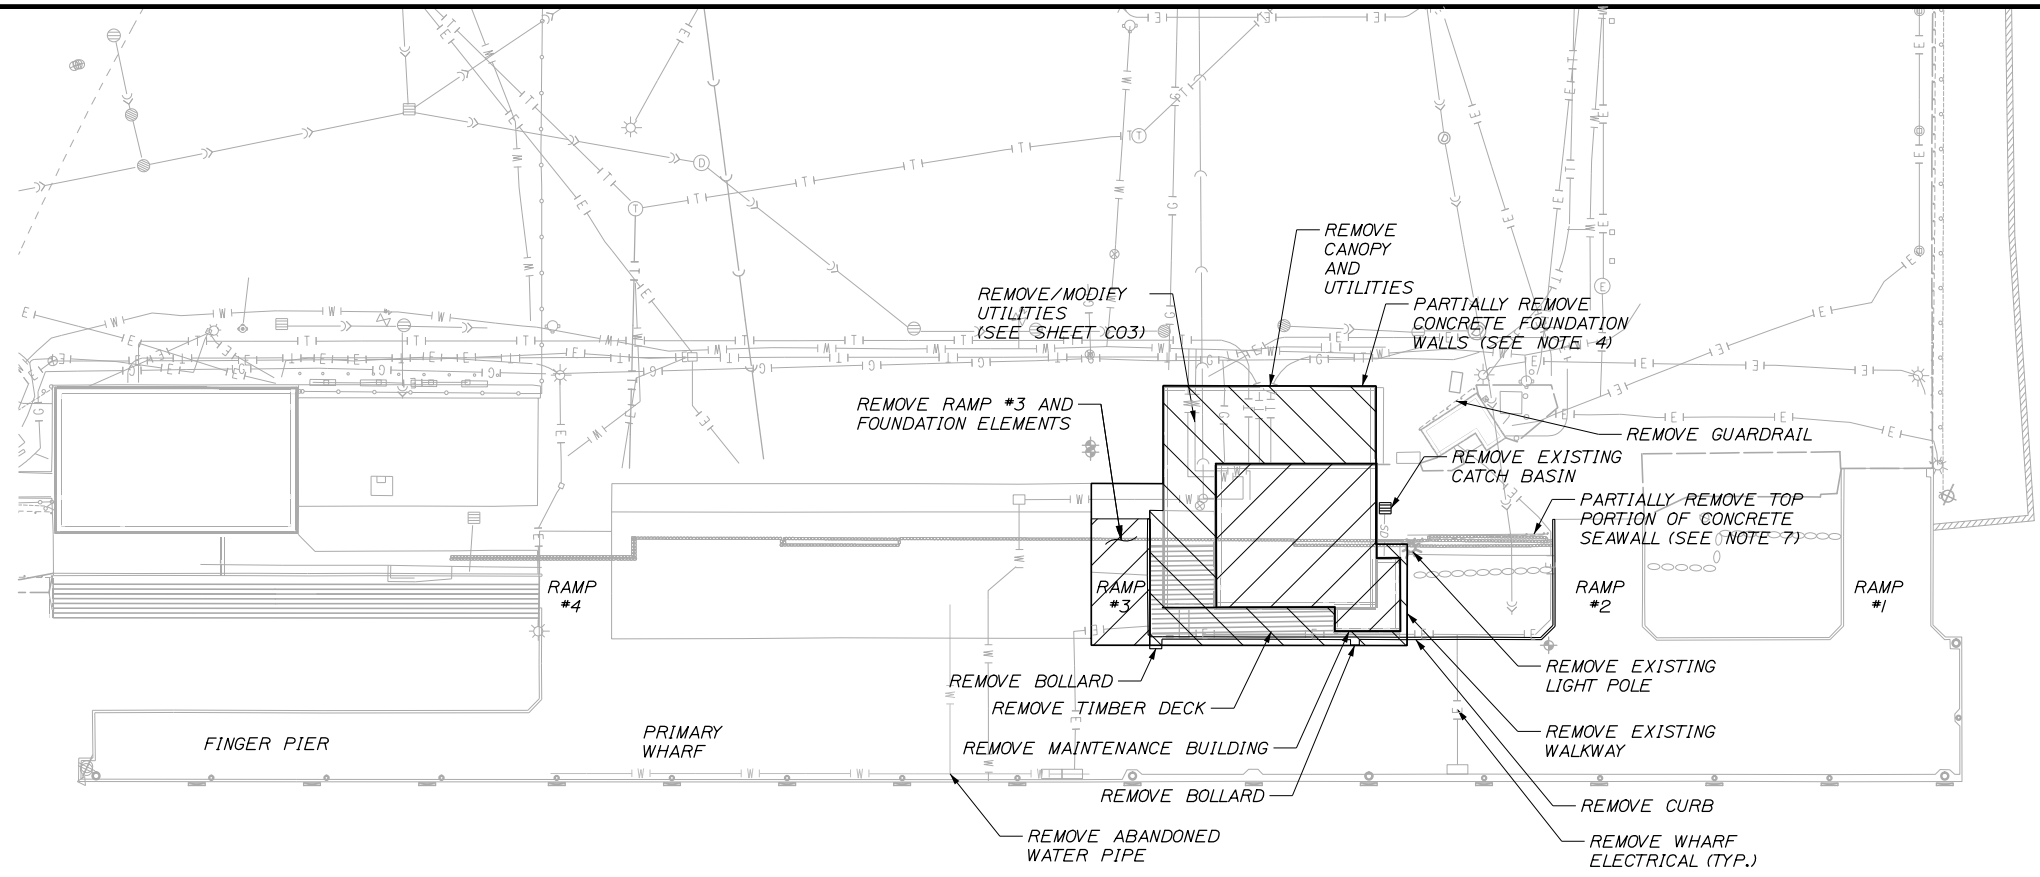 REMOVE
CANOPY
AND
UTILITIES
REMOVE/MODIFY
UTILITIES
(SEE SHEET C03)
PARTIALLY REMOVE
CONCRETE FOUNDATION
WALLS (SEE NOTE 4)
REMOVE RAMP #3 AND
FOUNDATION ELEMENTS
REMOVE GUARDRAIL
REMOVE EXISTING
CATCH BASIN
PARTIALLY REMOVE TOP
PORTION OF CONCRETE
SEAWALL (SEE NOTE 7)
SD
RAMP
#4
RAMP
#3
RAMP
#2
RAMP
#1
REMOVE EXISTING
LIGHT POLE
REMOVE BOLLARD
REMOVE TIMBER DECK
REMOVE EXISTING
WALKWAY
FINGER PIER
PRIMARY
WHARF
REMOVE MAINTENANCE BUILDING
REMOVE BOLLARD
REMOVE CURB
REMOVE ABANDONED
WATER PIPE
REMOVE WHARF
ELECTRICAL (TYP.)